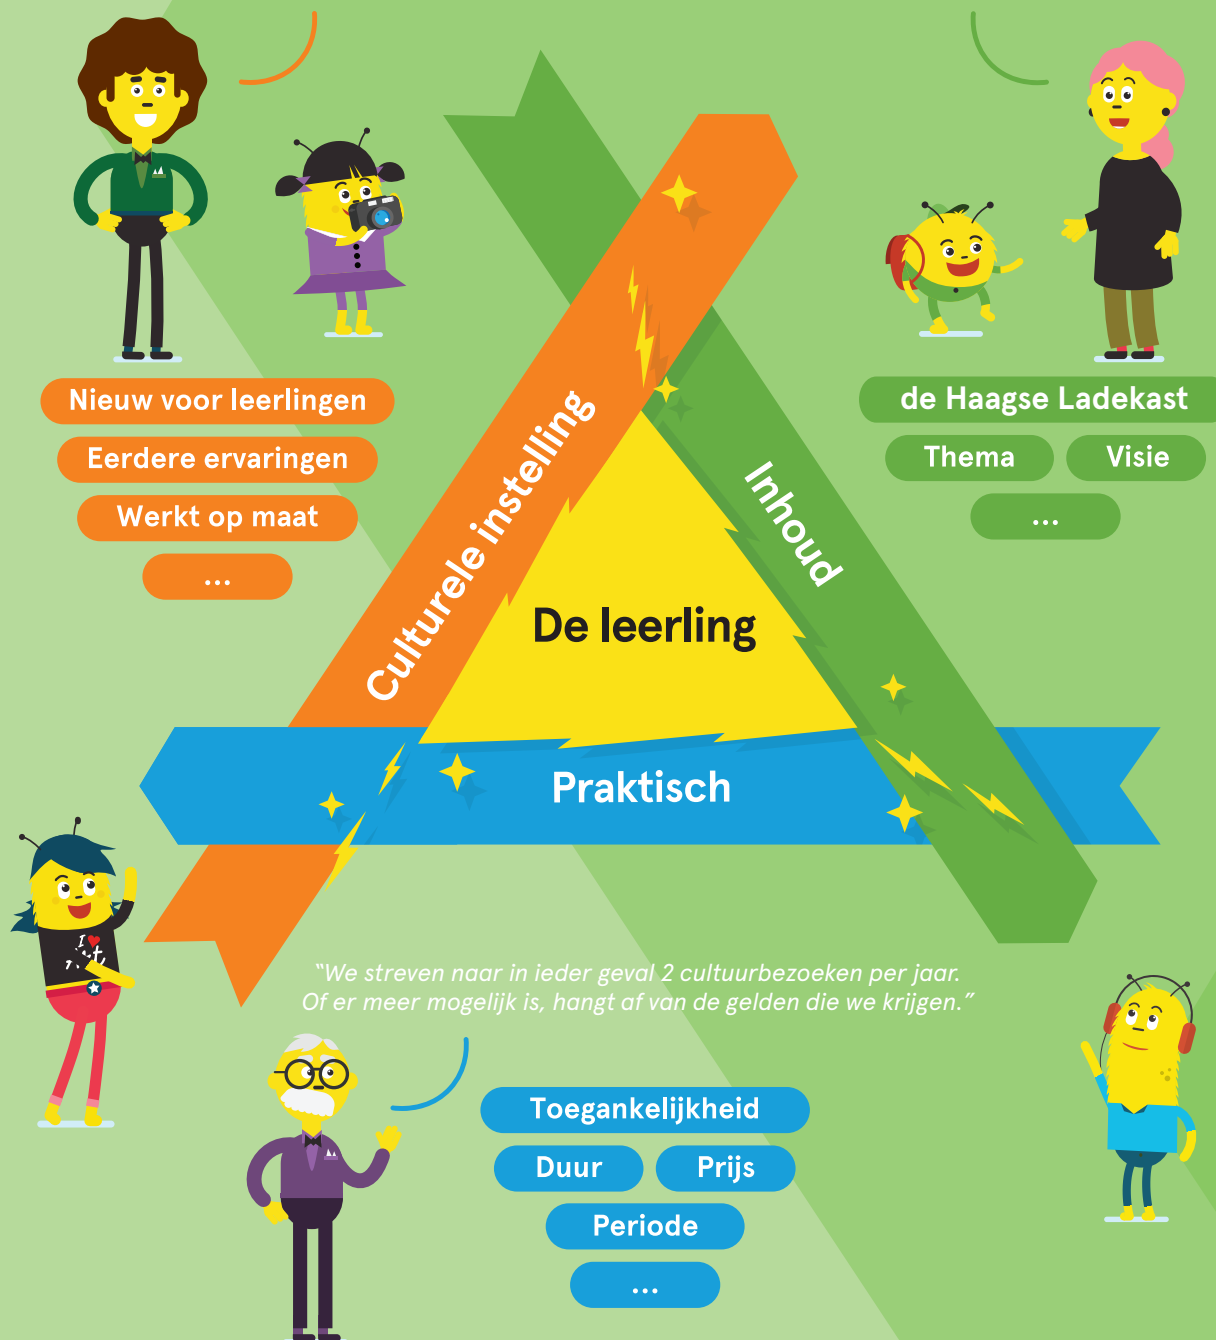 Nieuw voor leerlingen
Eerdere ervaringen
Werkt op maat
...
de Haagse Ladekast
Thema
Visie
...
Culturele instelling
Inhoud
De leerling
Praktisch
I
"We streven naar in ieder geval 2 cultuurbezoeken per jaar.
Of er meer mogelijk is, hangt af van de gelden die we krijgen."
Toegankelijkheid
Duur
Prijs
Periode
...